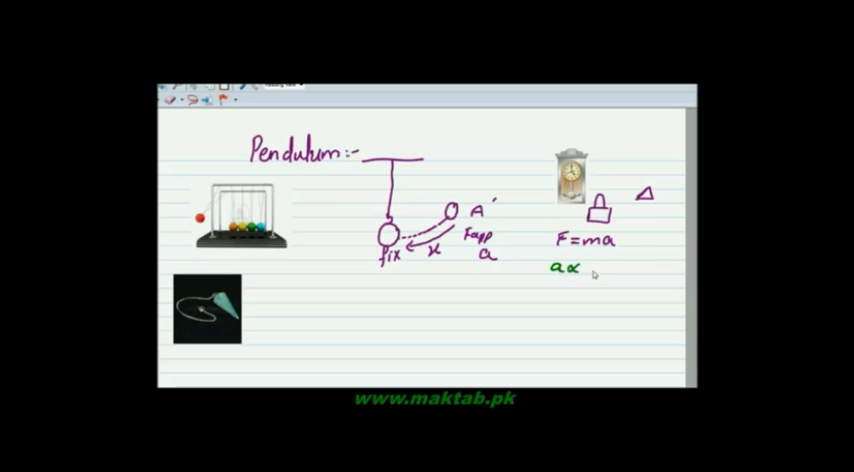 Pendulum:-
A'
Fapp
fix
x
a
F=ma
a∝
www.maktab.pk